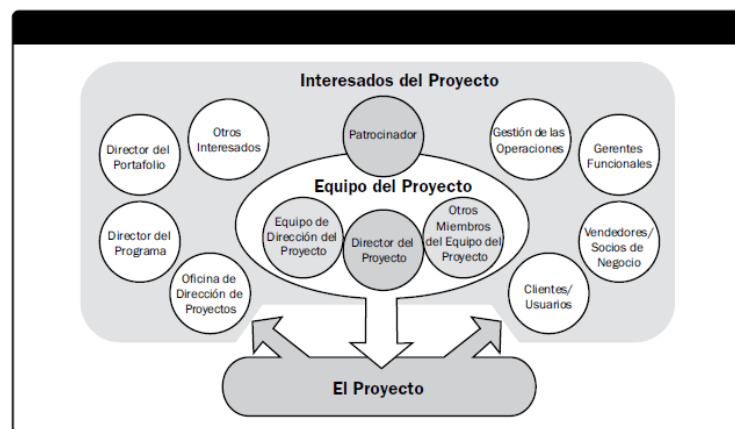 Interesados del Proyecto
Director del
Portafolio
Otros
Interesados
Patrocinador
Gestión de las
Operaciones
Gerentes
Funcionales
Equipo del Proyecto
Director del
Programa
Equipo de
Dirección del
Proyecto
Director del
Proyecto
Otros
Miembros
del Equipo del
Proyecto
Vendedores/
Socios de
Negocio
Oficina de
Dirección de
Proyectos
Clientes/
Usuarios
El Proyecto